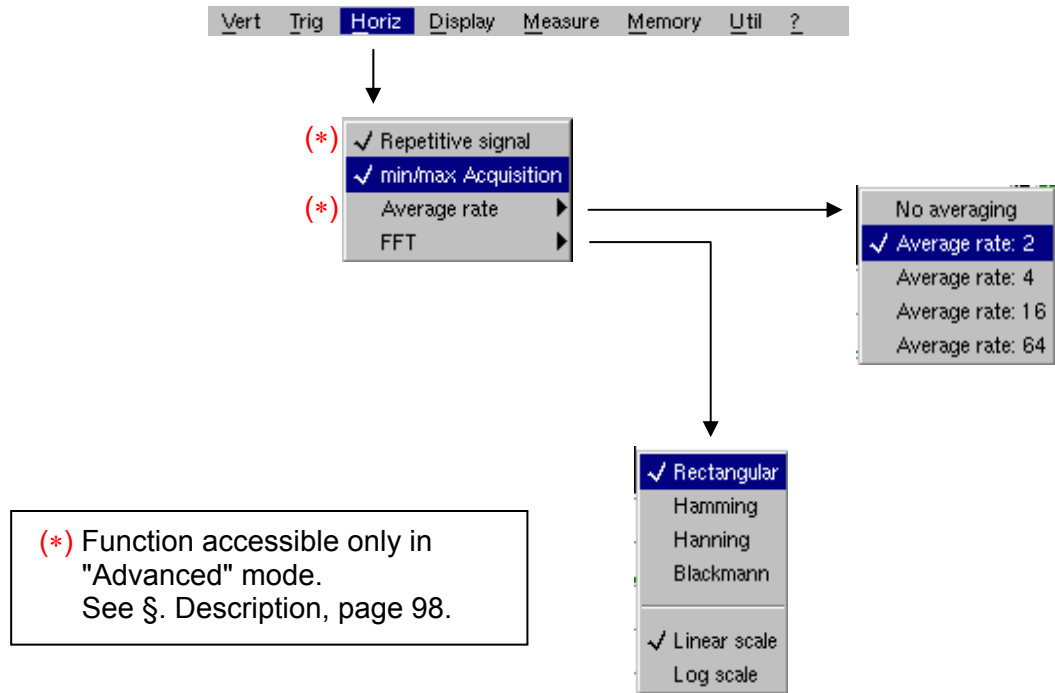 Vert Trig Horiz Display Measure Memory Util ?
(*) ✓ Repetitive signal
✓ min/max Acquisition
(*) Average rate
FFT
No averaging
✓ Average rate: 2
Average rate: 4
Average rate: 16
Average rate: 64
✓ Rectangular
Hamming
Hanning
Blackmann
✓ Linear scale
Log scale
(*) Function accessible only in
"Advanced" mode.
See §. Description, page 98.